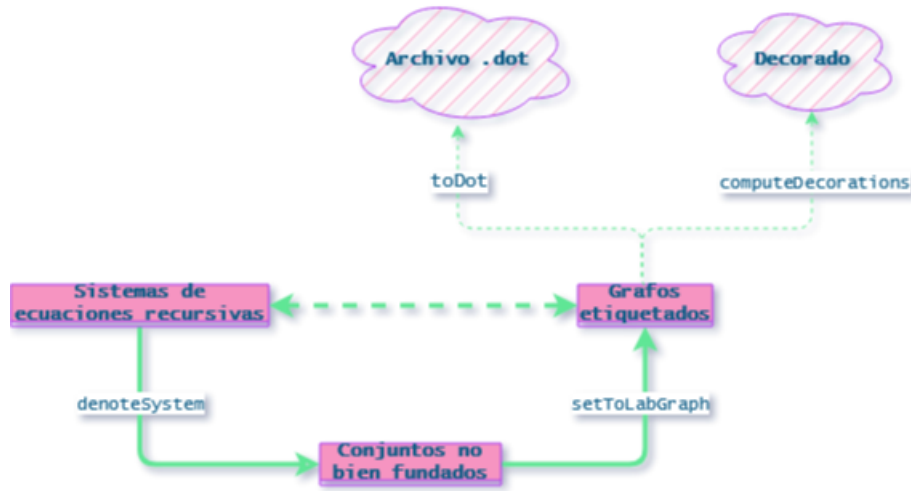 Archivo .dot
Decorado
toDot
computeDecorations
Sistemas de
ecuaciones recursivas
Grafos
etiquetados
denoteSystem
setToLabGraph
Conjuntos no
bien fundados